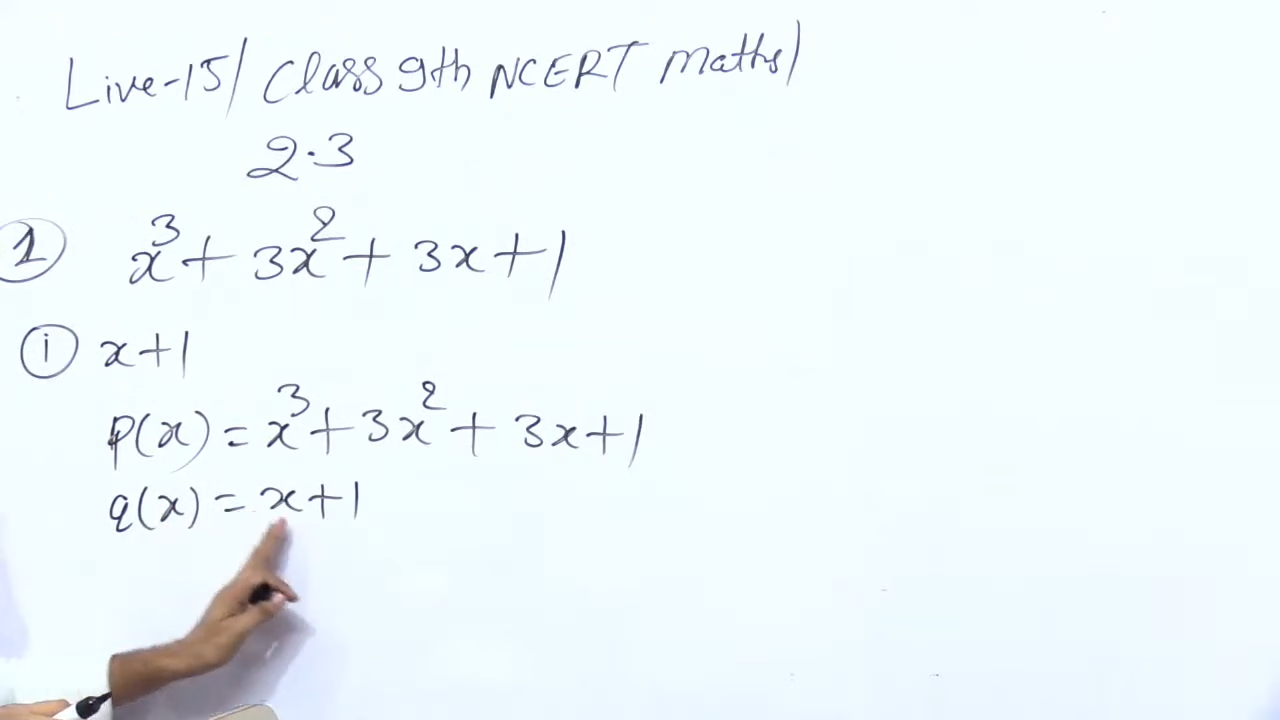 Live-15/ Class 9th NCERT Maths/
2.3
1 x³ + 3x² + 3x + 1
i x+1
p(x) = x³ + 3x² + 3x + 1
q(x) = x + 1